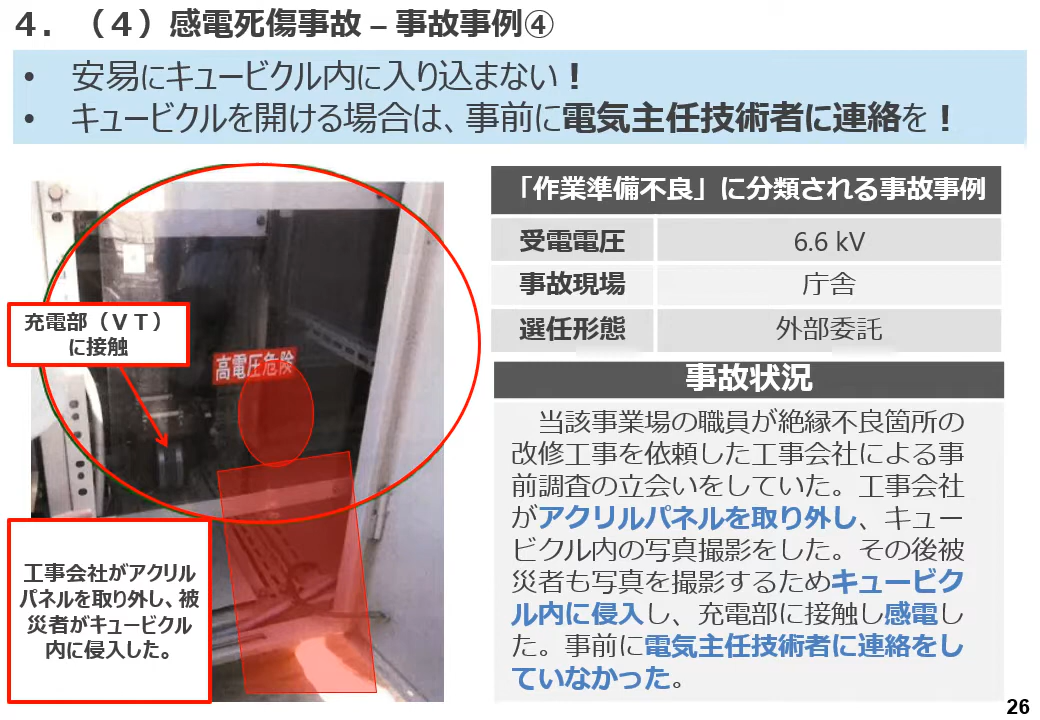 ４．（４）感電死傷事故 – 事故事例④
• 安易にキュービクル内に入り込まない！
• キュービクルを開ける場合は、事前に電気主任技術者に連絡を！
充電部（ＶＴ）
に接触
高電圧危険
工事会社がアクリル
パネルを取り外し、被
災者がキュービクル
内に侵入した。
「作業準備不良」に分類される事故事例
受電電圧 6.6 kV
事故現場 庁舎
選任形態 外部委託
事故状況
当該事業場の職員が絶縁不良箇所の
改修工事を依頼した工事会社による事
前調査の立会いをしていた。工事会社
がアクリルパネルを取り外し、キュー
ビクル内の写真撮影をした。その後被
災者も写真を撮影するためキュービク
ル内に侵入し、充電部に接触し感電し
た。事前に電気主任技術者に連絡をし
ていなかった。
26